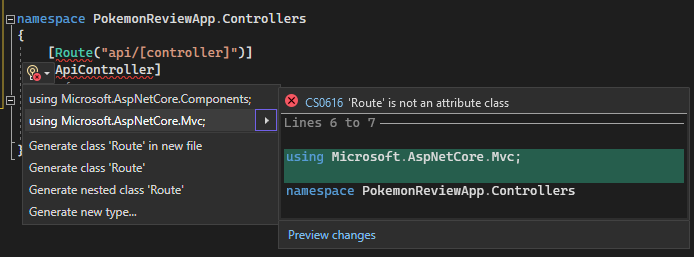 namespace PokemonReviewApp.Controllers
{
[Route("api/[controller]")]
ApiController]
using Microsoft.AspNetCore.Components;
using Microsoft.AspNetCore.Mvc;
Generate class 'Route' in new file
Generate class 'Route'
Generate nested class 'Route'
Generate new type...
}
CS0616 'Route' is not an attribute class
Lines 6 to 7
using Microsoft.AspNetCore.Mvc;
namespace PokemonReviewApp.Controllers
Preview changes